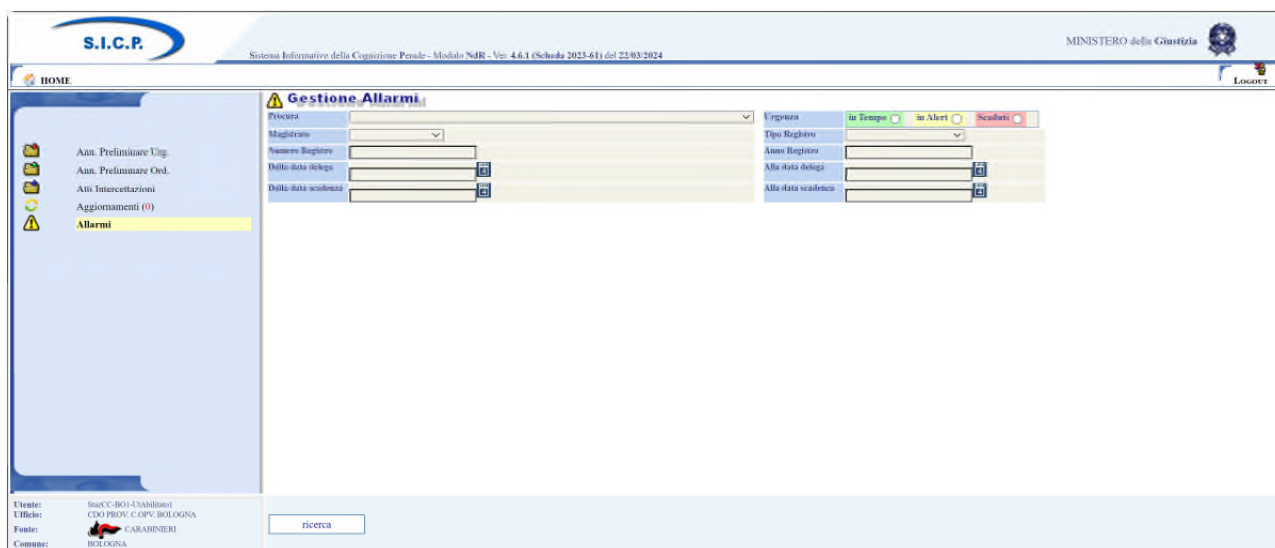 S.I.C.P.
Sistema Informativo della Cognizione Penale - Modulo NdR - Ver. 4.6.1 (Scheda 2023-61) del 22/03/2024
MINISTERO della Giustizia
HOME
LOGOUT
Gestione Allarmi
Procura
Urgenza in Tempo in Alert Scaduti
Magistrato
Tipo Registro
Numero Registro
Anno Registro
Dalla data delega
Alla data delega
Dalla data scadenza
Alla data scadenza
Ann. Preliminare Urg.
Ann. Preliminare Ord.
Atti Intercettazioni
Aggiornamenti (0)
Allarmi
Utente: StazCC-BO1-UtAbilitato1
Ufficio: CDO PROV. C.OPV. BOLOGNA
Fonte: CARABINIERI
Comune: BOLOGNA
ricerca